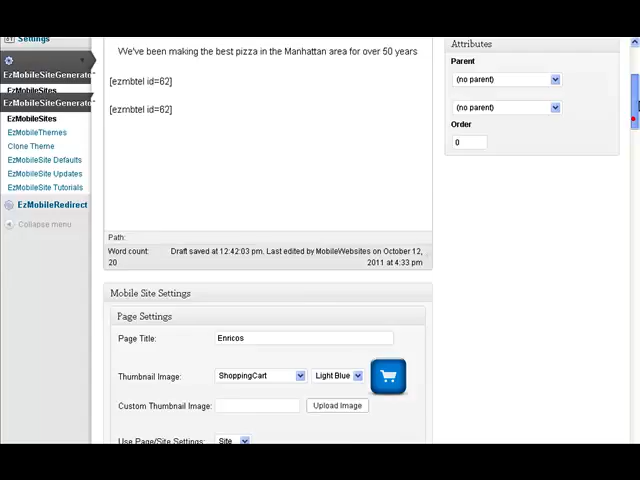 Settings
EzMobileSiteGenerator
EzMobileSites
EzMobileSiteGenerator
EzMobileSites
EzMobileThemes
Clone Theme
EzMobileSite Defaults
EzMobileSite Updates
EzMobileSite Tutorials
EzMobileRedirect
Collapse menu
We've been making the best pizza in the Manhattan area for over 50 years
[ezmbtel id=62]
[ezmbtel id=62]
Path:
Word count:
20
Draft saved at 12:42:03 pm. Last edited by MobileWebsites on October 12,
2011 at 4:33 pm
Mobile Site Settings
Page Settings
Page Title:
Enricos
Thumbnail Image:
ShoppingCart
Light Blue
Custom Thumbnail Image:
Upload Image
Use Page/Site Settings:
Site
Attributes
Parent
(no parent)
(no parent)
Order
0